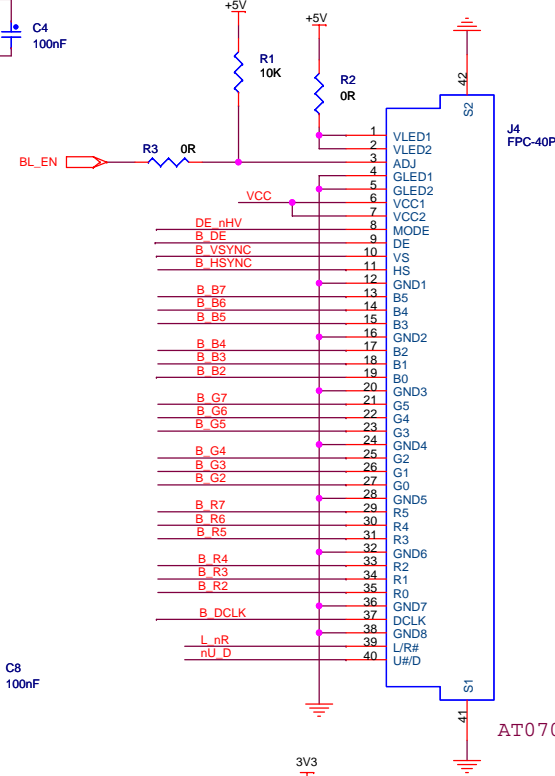 C4
100nF
+5V
+5V
R1
10K
R2
0R
42
S2
J4
FPC-40P
BL_EN
R3 0R
1 VLED1
2 VLED2
3 ADJ
4 GLED1
5 GLED2
VCC 6 VCC1
7 VCC2
DE_nHV 8 MODE
B_DE 9 DE
B_VSYNC 10 VS
B_HSYNC 11 HS
12 GND1
B_B7 13 B5
B_B6 14 B4
B_B5 15 B3
16 GND2
B_B4 17 B2
B_B3 18 B1
B_B2 19 B0
20 GND3
B_G7 21 G5
B_G6 22 G4
B_G5 23 G3
24 GND4
B_G4 25 G2
B_G3 26 G1
B_G2 27 G0
28 GND5
B_R7 29 R5
B_R6 30 R4
B_R5 31 R3
32 GND6
B_R4 33 R2
B_R3 34 R1
B_R2 35 R0
36 GND7
B_DCLK 37 DCLK
38 GND8
L_nR 39 L/R#
nU_D 40 U#/D
C8
100nF
S1
41
AT070
3V3